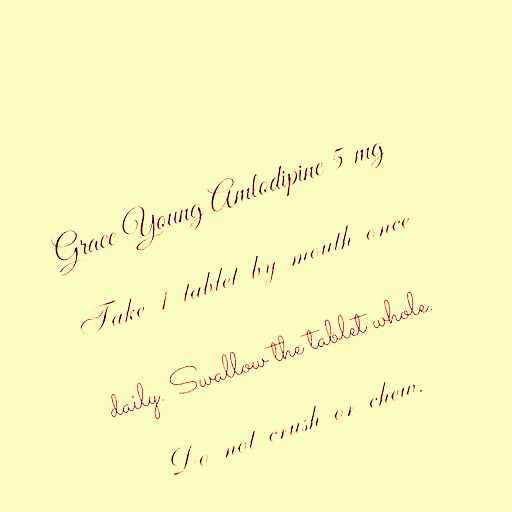 Grace Young Amlodipine 5 mg
Take 1 tablet by mouth once
daily. Swallow the tablet whole.
Do not crush or chew.